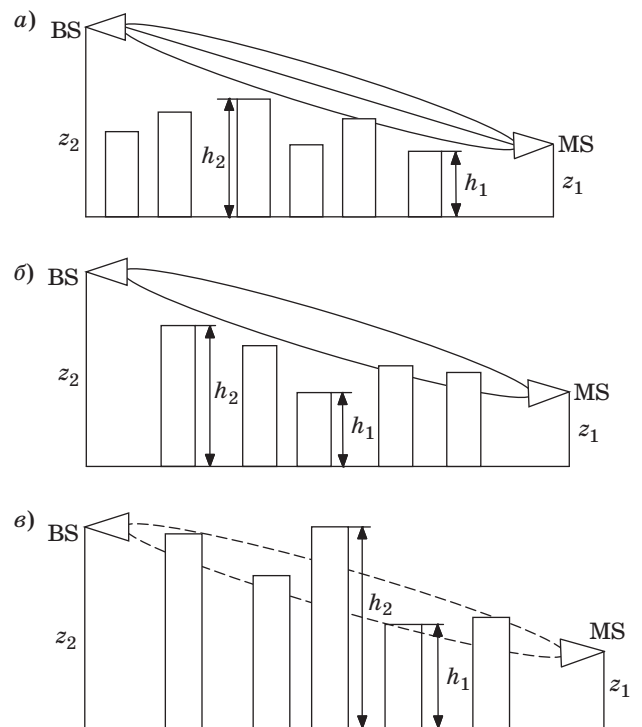 а)
BS
z₂
h₂
h₁
MS
z₁
б)
BS
z₂
h₂
h₁
MS
z₁
в)
BS
z₂
h₂
h₁
MS
z₁